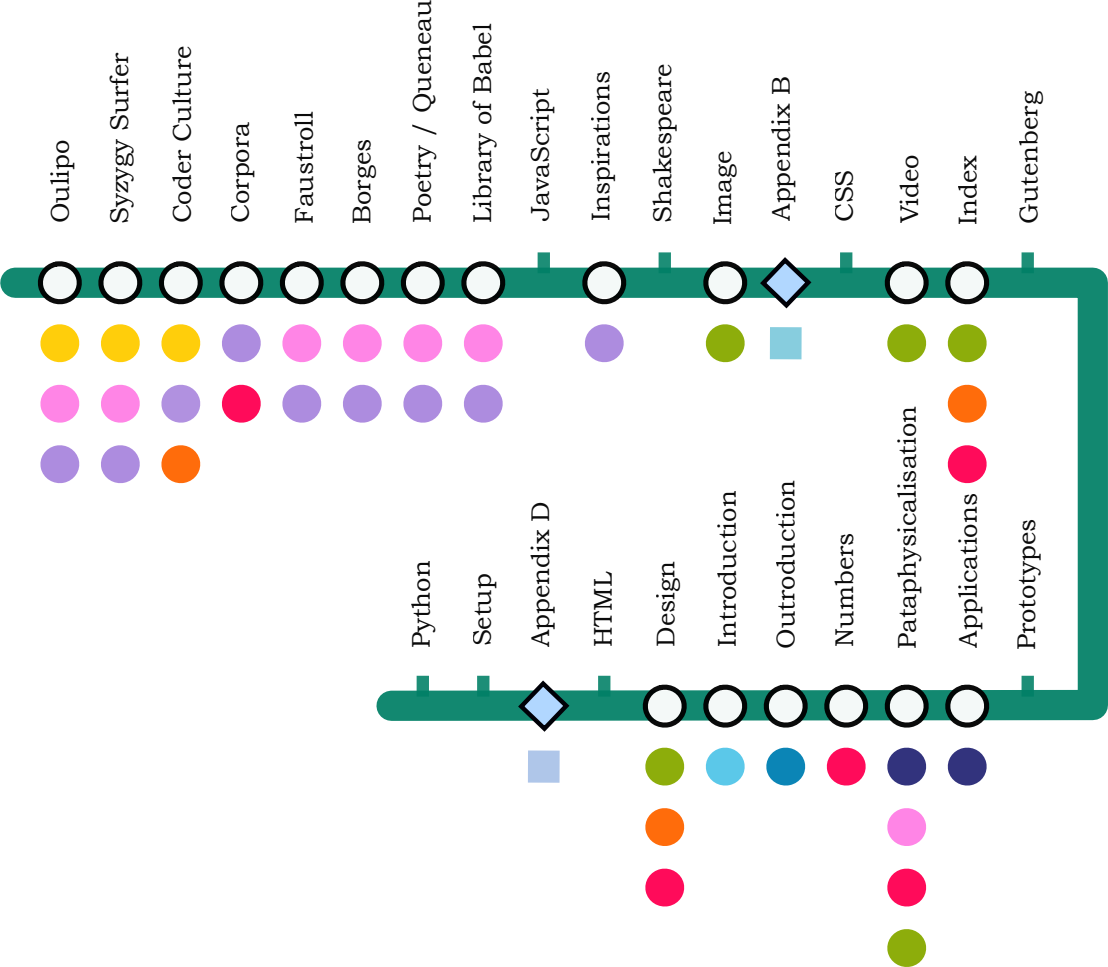 Oulipo
Syzygy Surfer
Coder Culture
Corpora
Faustroll
Borges
Poetry / Queneau
Library of Babel
JavaScript
Inspirations
Shakespeare
Image
Appendix B
CSS
Video
Index
Gutenberg
Python
Setup
Appendix D
HTML
Design
Introduction
Outroduction
Numbers
Pataphysicalisation
Applications
Prototypes